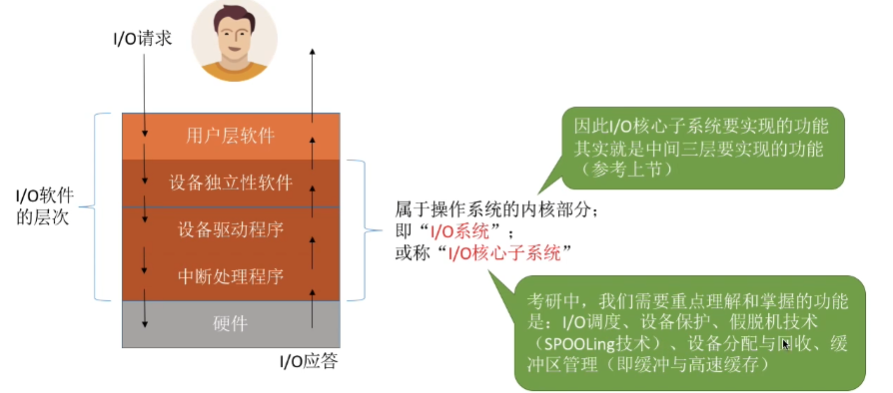 I/O请求
用户层软件
设备独立性软件
设备驱动程序
中断处理程序
硬件
I/O软件
的层次
I/O应答
属于操作系统的内核部分；
即“I/O系统”；
或称“I/O核心子系统”
因此I/O核心子系统要实现的功能
其实就是中间三层要实现的功能
（参考上节）
考研中，我们需要重点理解和掌握的功能
是：I/O调度、设备保护、假脱机技术
（SPOOLing技术）、设备分配与回收、缓
冲区管理（即缓冲与高速缓存）